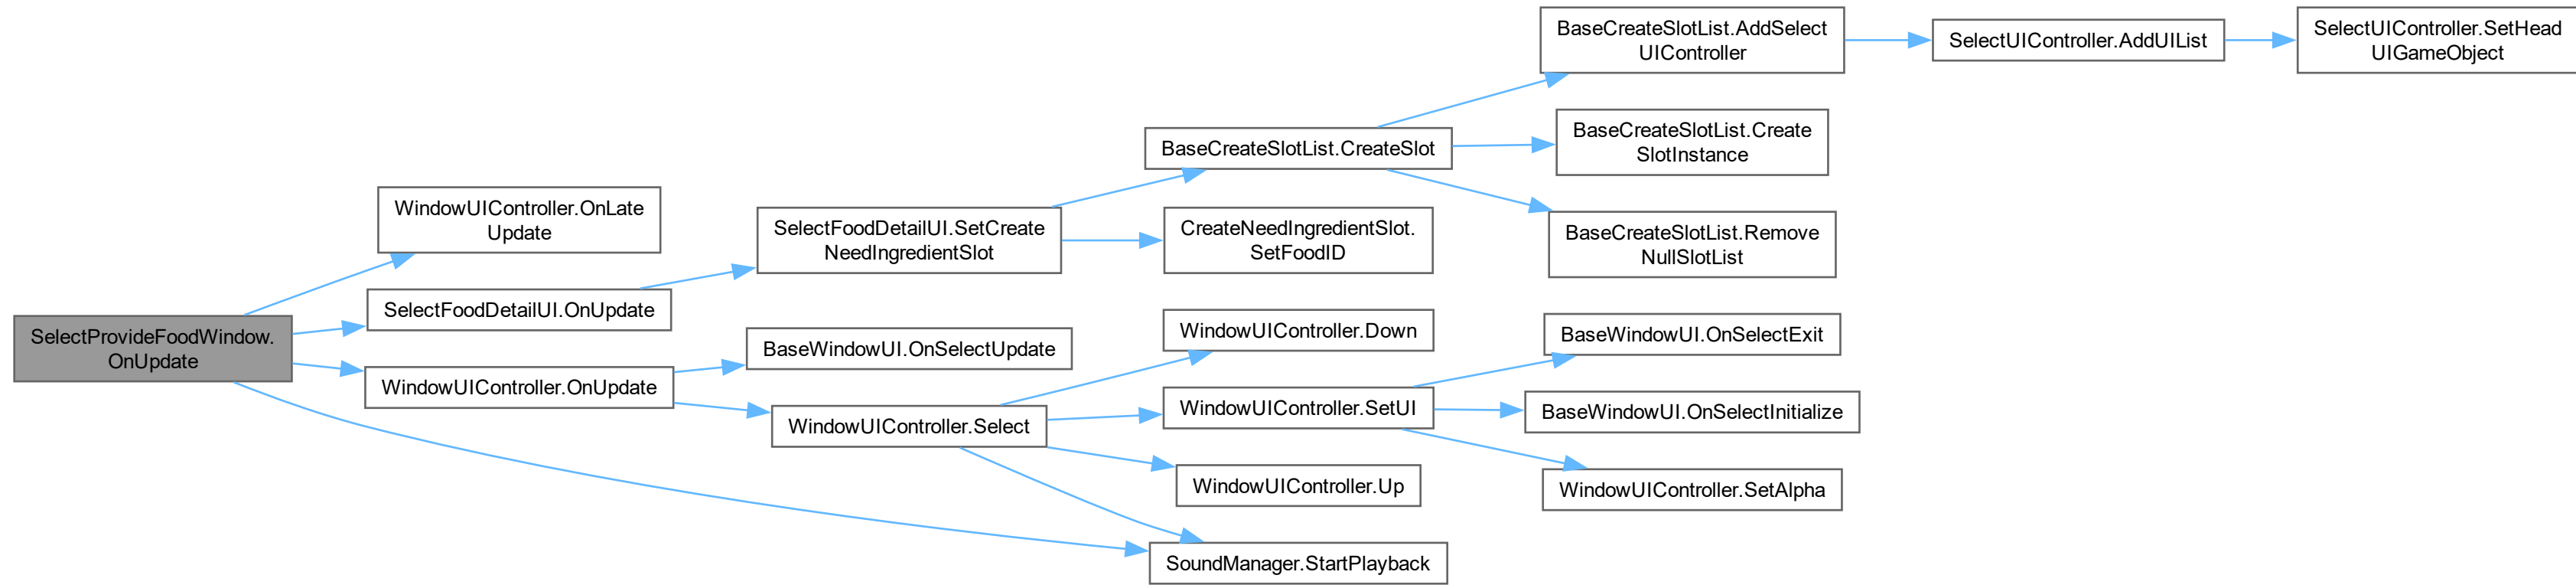 SelectProvideFoodWindow.
OnUpdate
WindowUIController.OnLate
Update
SelectFoodDetailUI.OnUpdate
SelectFoodDetailUI.SetCreate
NeedIngredientSlot
BaseCreateSlotList.CreateSlot
BaseCreateSlotList.AddSelect
UIController
SelectUIController.AddUIList
SelectUIController.SetHead
UIGameObject
BaseCreateSlotList.Create
SlotInstance
BaseCreateSlotList.Remove
NullSlotList
CreateNeedIngredientSlot.
SetFoodID
WindowUIController.OnUpdate
BaseWindowUI.OnSelectUpdate
WindowUIController.Select
WindowUIController.Down
WindowUIController.SetUI
BaseWindowUI.OnSelectExit
BaseWindowUI.OnSelectInitialize
WindowUIController.SetAlpha
WindowUIController.Up
SoundManager.StartPlayback